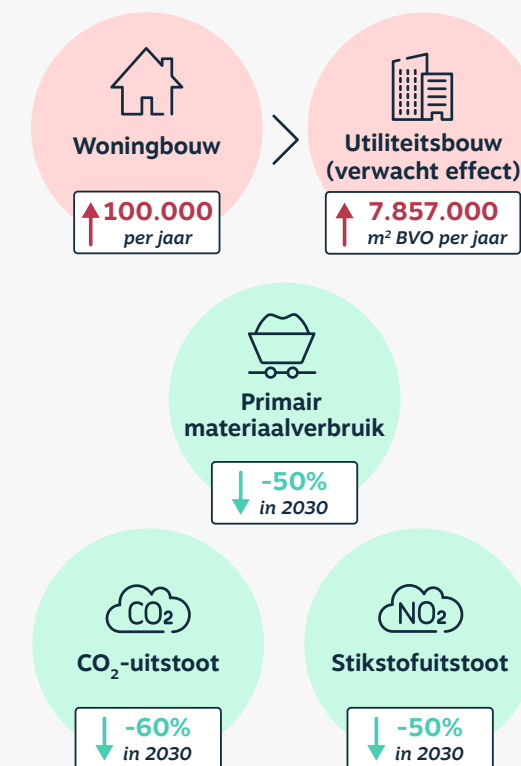 Woningbouw
100.000
per jaar
Utiliteitsbouw
(verwacht effect)
7.857.000
m² BVO per jaar
Primair
materiaalverbruik
-50%
in 2030
CO₂
CO₂-uitstoot
-60%
in 2030
NO₂
Stikstofuitstoot
-50%
in 2030